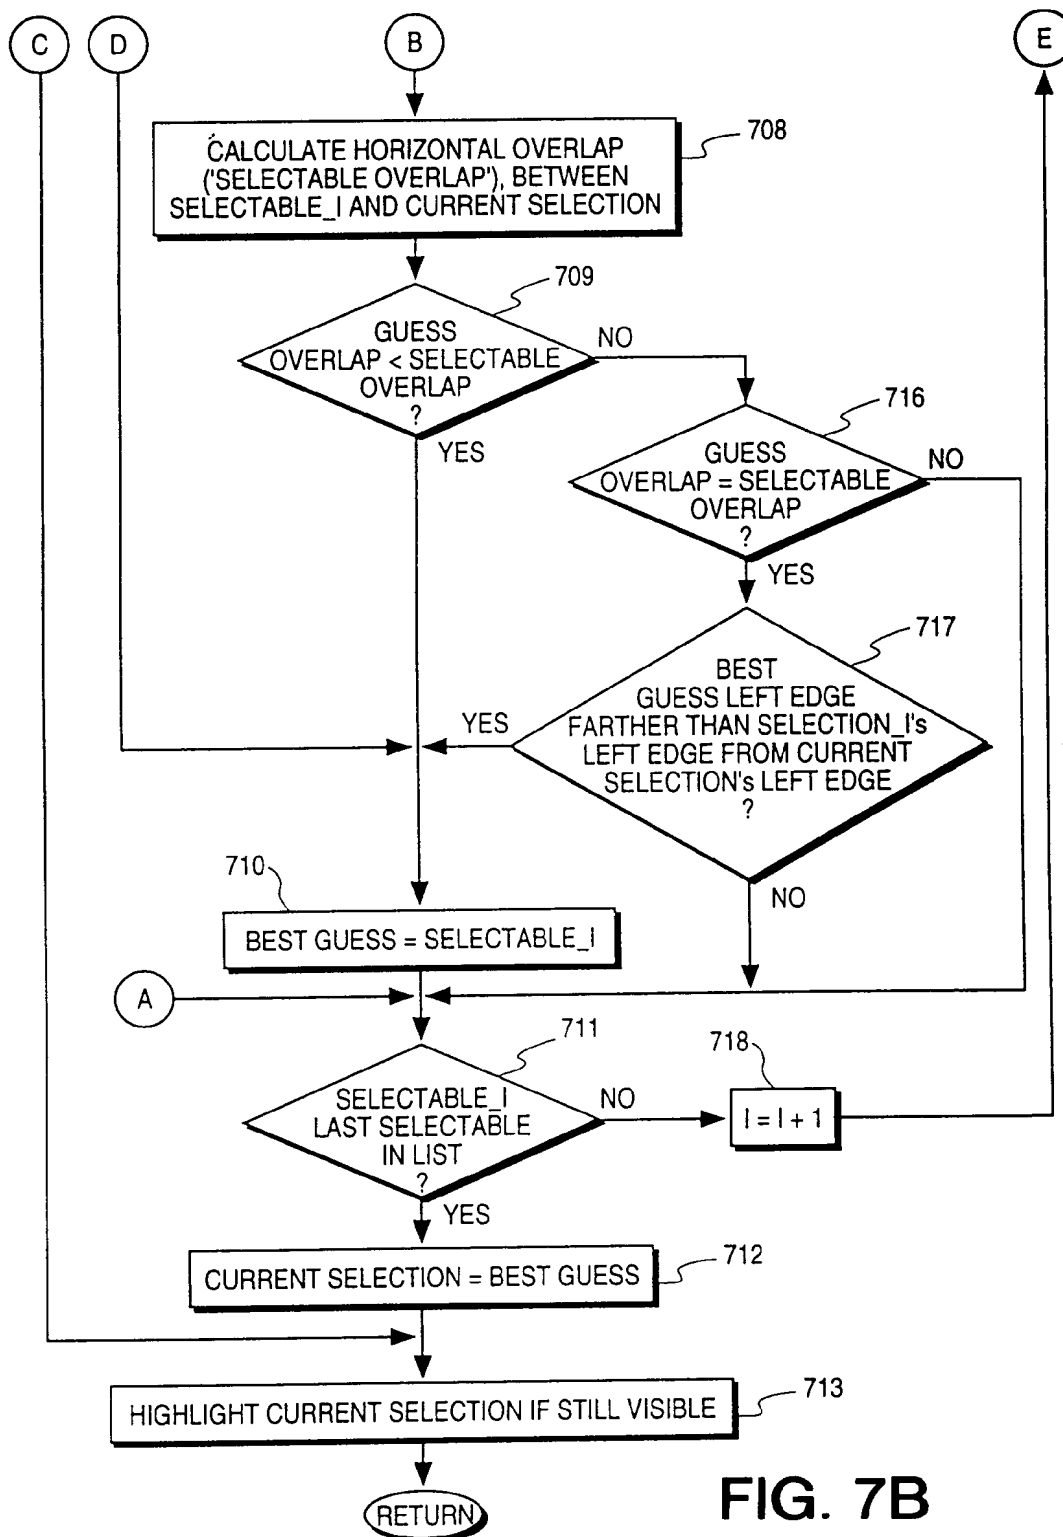 C
D
B
E
708
CALCULATE HORIZONTAL OVERLAP
('SELECTABLE OVERLAP'), BETWEEN
SELECTABLE_I AND CURRENT SELECTION
709
GUESS
OVERLAP < SELECTABLE
OVERLAP
?
NO
YES
716
GUESS
OVERLAP = SELECTABLE
OVERLAP
?
NO
YES
717
BEST
GUESS LEFT EDGE
FARTHER THAN SELECTION_I's
LEFT EDGE FROM CURRENT
SELECTION's LEFT EDGE
?
YES
NO
710
BEST GUESS = SELECTABLE_I
A
711
SELECTABLE_I
LAST SELECTABLE
IN LIST
?
NO
YES
718
I = I + 1
712
CURRENT SELECTION = BEST GUESS
713
HIGHLIGHT CURRENT SELECTION IF STILL VISIBLE
RETURN
FIG. 7B